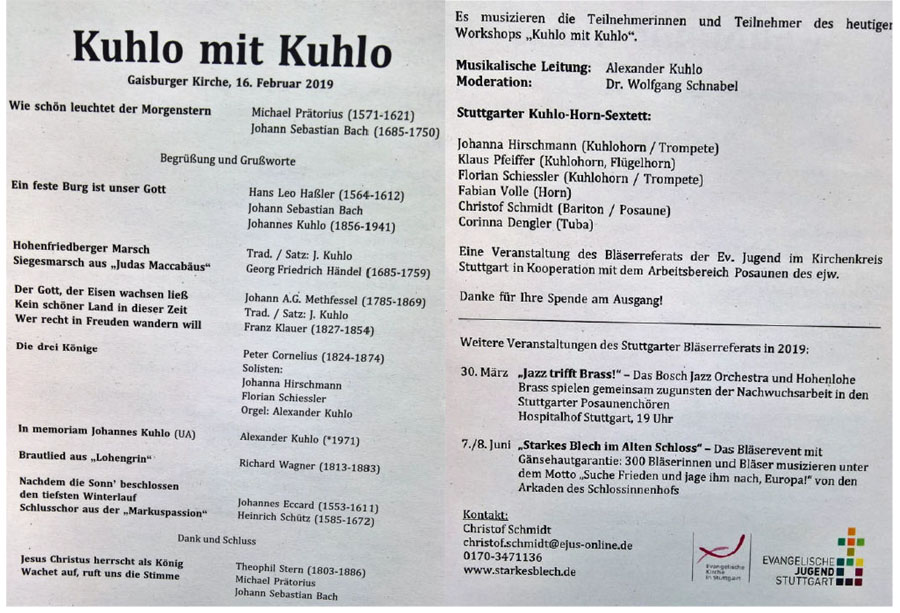 Kuhlo mit Kuhlo
Gaisburger Kirche, 16. Februar 2019
Wie schön leuchtet der Morgenstern Michael Prätorius (1571-1621)
Johann Sebastian Bach (1685-1750)
Begrüßung und Grußworte
Ein feste Burg ist unser Gott Hans Leo Haßler (1564-1612)
Johann Sebastian Bach
Johannes Kuhlo (1856-1941)
Hohenfriedberger Marsch Trad. / Satz: J. Kuhlo
Siegesmarsch aus „Judas Maccabäus“ Georg Friedrich Händel (1685-1759)
Der Gott, der Eisen wachsen ließ Johann A.G. Methfessel (1785-1869)
Kein schöner Land in dieser Zeit Trad. / Satz: J. Kuhlo
Wer recht in Freuden wandern will Franz Klauer (1827-1854)
Die drei Könige Peter Cornelius (1824-1874)
Solisten:
Johanna Hirschmann
Florian Schiessler
Orgel: Alexander Kuhlo
In memoriam Johannes Kuhlo (UA) Alexander Kuhlo (*1971)
Brautlied aus „Lohengrin“ Richard Wagner (1813-1883)
Nachdem die Sonn’ beschlossen
den tiefsten Winterlauf Johannes Eccard (1553-1611)
Schlusschor aus der „Markuspassion“ Heinrich Schütz (1585-1672)
Dank und Schluss
Jesus Christus herrscht als König Theophil Stern (1803-1886)
Wachet auf, ruft uns die Stimme Michael Prätorius
Johann Sebastian Bach
Es musizieren die Teilnehmerinnen und Teilnehmer des heutigen
Workshops „Kuhlo mit Kuhlo“.
Musikalische Leitung: Alexander Kuhlo
Moderation: Dr. Wolfgang Schnabel
Stuttgarter Kuhlo-Horn-Sextett:
Johanna Hirschmann (Kuhlohorn / Trompete)
Klaus Pfeiffer (Kuhlohorn, Flügelhorn)
Florian Schiessler (Kuhlohorn / Trompete)
Fabian Volle (Horn)
Christof Schmidt (Bariton / Posaune)
Corinna Dengler (Tuba)
Eine Veranstaltung des Bläserreferats der Ev. Jugend im Kirchenkreis
Stuttgart in Kooperation mit dem Arbeitsbereich Posaunen des ejw.
Danke für Ihre Spende am Ausgang!
Weitere Veranstaltungen des Stuttgarter Bläserreferats in 2019:
30. März „Jazz trifft Brass!“ – Das Bosch Jazz Orchestra und Hohenlohe
Brass spielen gemeinsam zugunsten der Nachwuchsarbeit in den
Stuttgarter Posaunenchören
Hospitalhof Stuttgart, 19 Uhr
7./8. Juni „Starkes Blech im Alten Schloss“ – Das Bläserevent mit
Gänsehautgarantie: 300 Bläserinnen und Bläser musizieren unter
dem Motto „Suche Frieden und jage ihm nach, Europa!“ von den
Arkaden des Schlossinnenhofs
Kontakt:
Christof Schmidt
christof.schmidt@ejus-online.de
0170-3471136
www.starkesblech.de
Evangelische
Kirche
in Stuttgart
EVANGELISCHE
JUGEND
STUTTGART